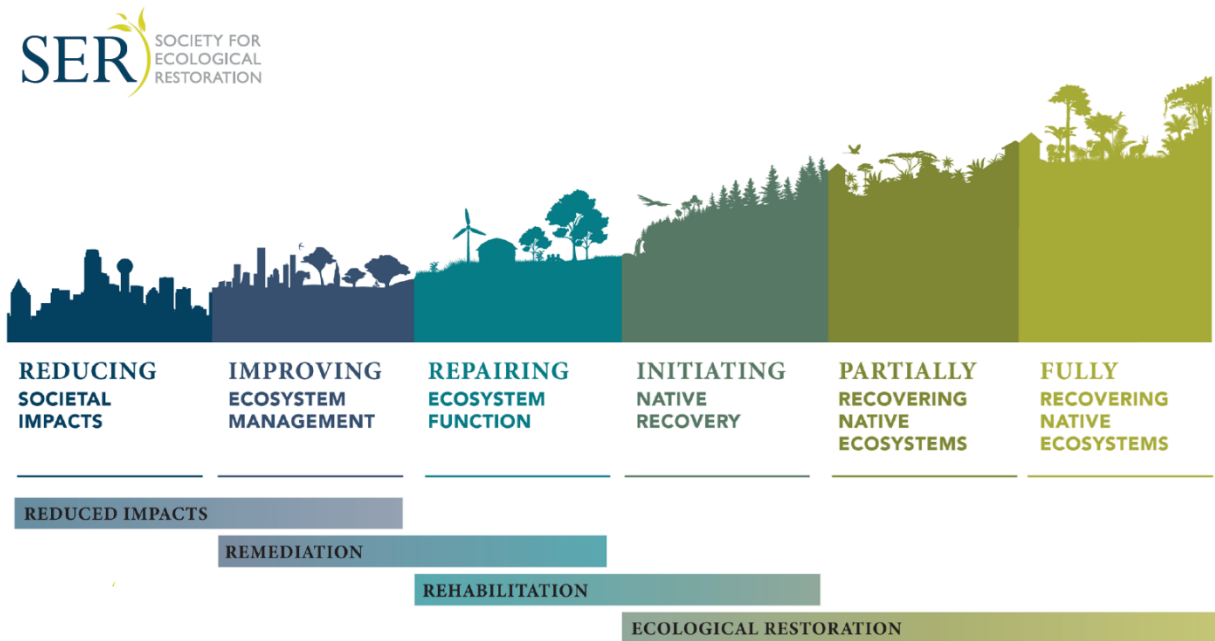 SER
SOCIETY FOR
ECOLOGICAL
RESTORATION
REDUCING
SOCIETAL
IMPACTS
IMPROVING
ECOSYSTEM
MANAGEMENT
REPAIRING
ECOSYSTEM
FUNCTION
INITIATING
NATIVE
RECOVERY
PARTIALLY
RECOVERING
NATIVE
ECOSYSTEMS
FULLY
RECOVERING
NATIVE
ECOSYSTEMS
REDUCED IMPACTS
REMEDIATION
REHABILITATION
ECOLOGICAL RESTORATION